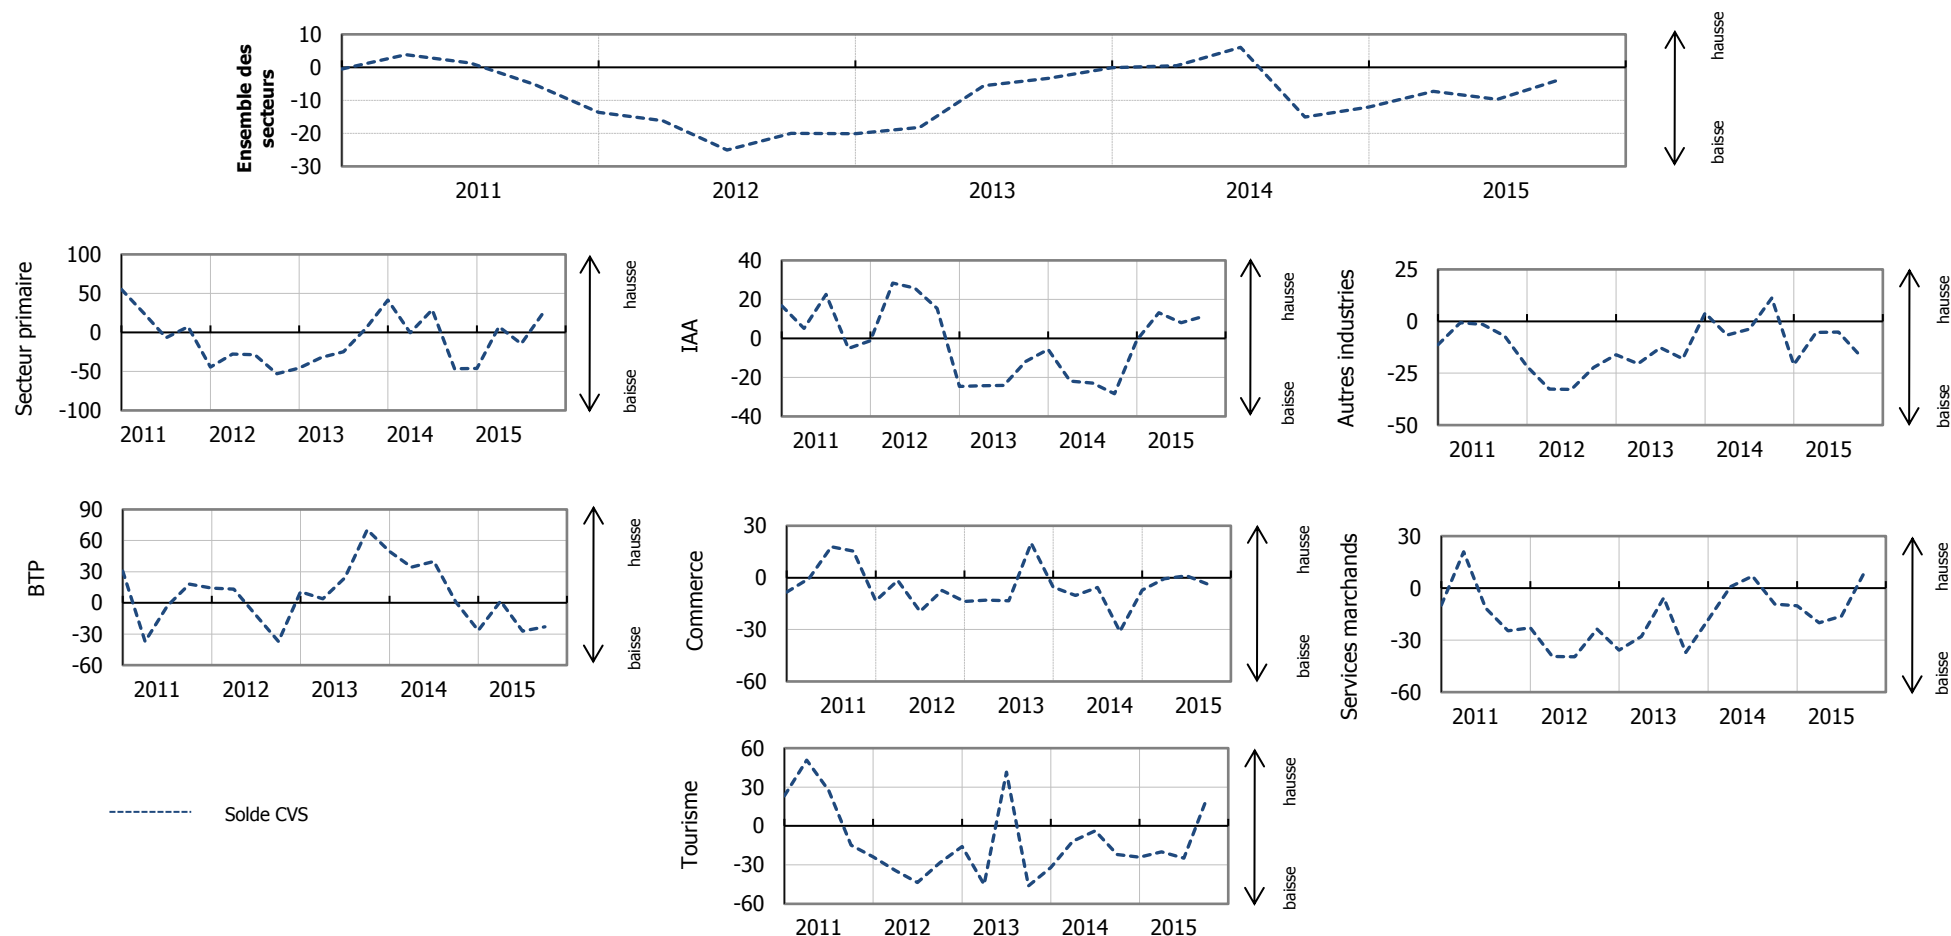 Ensemble des
secteurs
10
0
-10
-20
-30
2011 2012 2013 2014 2015
hausse
baisse
Secteur primaire
100
50
0
-50
-100
2011 2012 2013 2014 2015
hausse
baisse
IAA
40
20
0
-20
-40
2011 2012 2013 2014 2015
hausse
baisse
Autres industries
25
0
-25
-50
2011 2012 2013 2014 2015
hausse
baisse
BTP
90
60
30
0
-30
-60
2011 2012 2013 2014 2015
hausse
baisse
Commerce
30
0
-30
-60
2011 2012 2013 2014 2015
hausse
baisse
Services marchands
30
0
-30
-60
2011 2012 2013 2014 2015
hausse
baisse
Solde CVS
Tourisme
60
30
0
-30
-60
2011 2012 2013 2014 2015
hausse
baisse